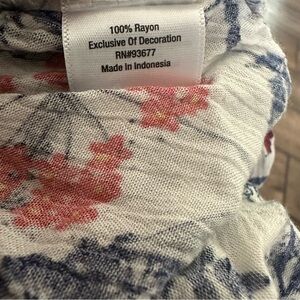 100% Rayon
Exclusive Of Decoration
RN#93677
Made In Indonesia